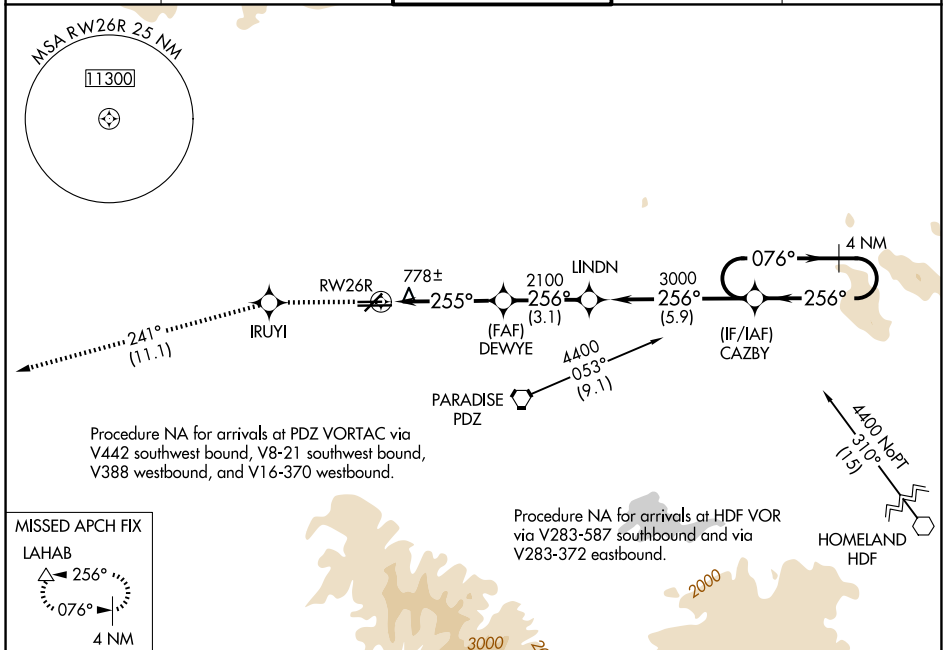 MSA RW26R 25 NM
11300
4 NM
076°
LINDN
778±
2100
3000
RW26R
255°
256°
256°
256°
(3.1)
(5.9)
IRUYI
(FAF)
DEWYE
(IF/IAF)
CAZBY
241°
(11.1)
4400
053°
(9.1)
PARADISE
PDZ
4400 NoPT
310°
(15)
Procedure NA for arrivals at PDZ VORTAC via
V442 southwest bound, V8-21 southwest bound,
V388 westbound, and V16-370 westbound.
Procedure NA for arrivals at HDF VOR
via V283-587 southbound and via
V283-372 eastbound.
HOMELAND
HDF
MISSED APCH FIX
LAHAB
256°
076°
4 NM
2000
3000